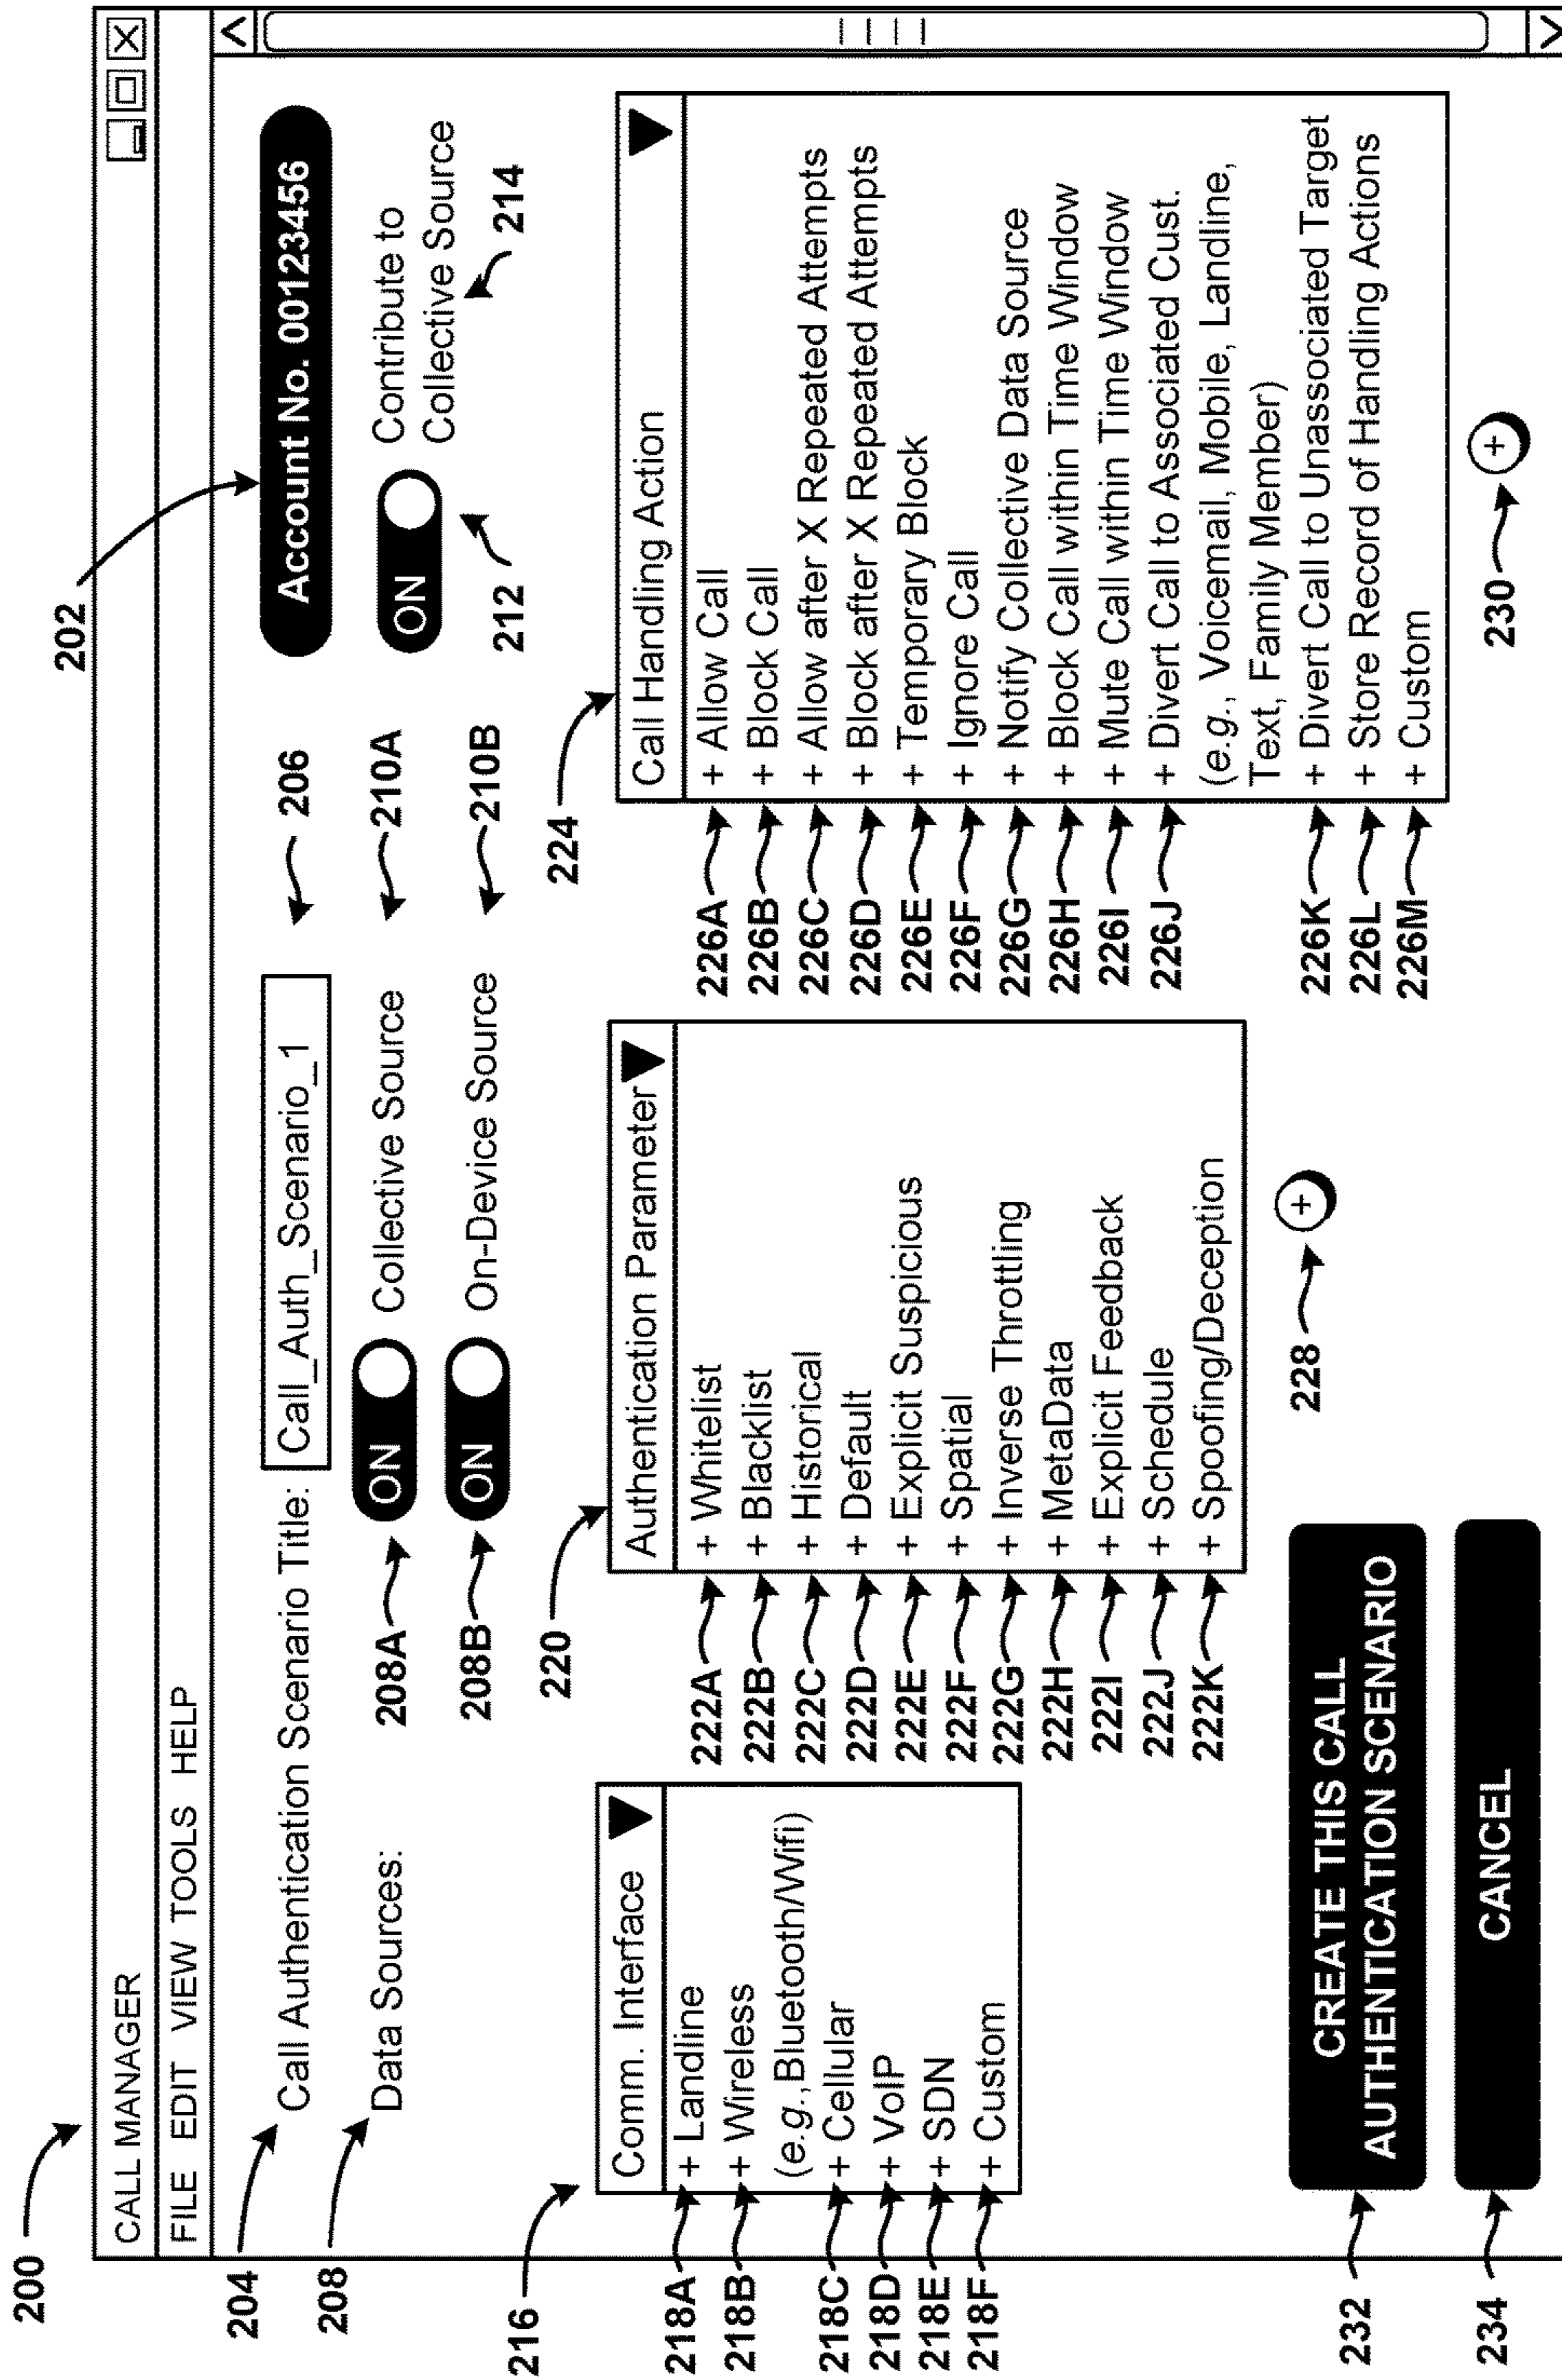 200
202
CALL MANAGER
FILE EDIT VIEW TOOLS HELP
204
Call Authentication Scenario Title: Call_Auth_Scenario_1
206
Account No. 00123456
208
Data Sources:
208A
ON
Collective Source
210A
208B
ON
On-Device Source
210B
ON
212
Contribute to
Collective Source
214
216
Comm. Interface
218A + Landline
218B + Wireless
(e.g.,Bluetooth/Wifi)
218C + Cellular
218D + VoIP
218E + SDN
218F + Custom
220
Authentication Parameter
222A + Whitelist
222B + Blacklist
222C + Historical
222D + Default
222E + Explicit Suspicious
222F + Spatial
222G + Inverse Throttling
222H + MetaData
222I + Explicit Feedback
222J + Schedule
222K + Spoofing/Deception
228
+
224
Call Handling Action
226A + Allow Call
226B + Block Call
226C + Allow after X Repeated Attempts
226D + Block after X Repeated Attempts
226E + Temporary Block
226F + Ignore Call
226G + Notify Collective Data Source
226H + Block Call within Time Window
226I + Mute Call within Time Window
226J + Divert Call to Associated Cust.
(e.g., Voicemail, Mobile, Landline,
Text, Family Member)
226K + Divert Call to Unassociated Target
226L + Store Record of Handling Actions
226M + Custom
230
+
232
CREATE THIS CALL
AUTHENTICATION SCENARIO
234
CANCEL